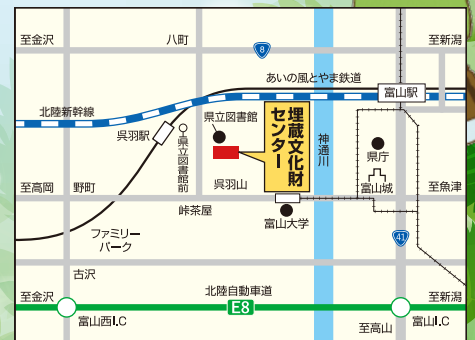 至金沢
八町
8
至新潟
あいの風とやま鉄道
富山駅
北陸新幹線
呉羽駅
県立図書館前
県立図書館
埋蔵文化財
センター
神通川
県庁
富山城
至高岡
野町
呉羽山
至魚津
峠茶屋
富山大学
ファミリー
パーク
41
古沢
至金沢
北陸自動車道
E8
至新潟
富山西I.C
至高山
富山I.C